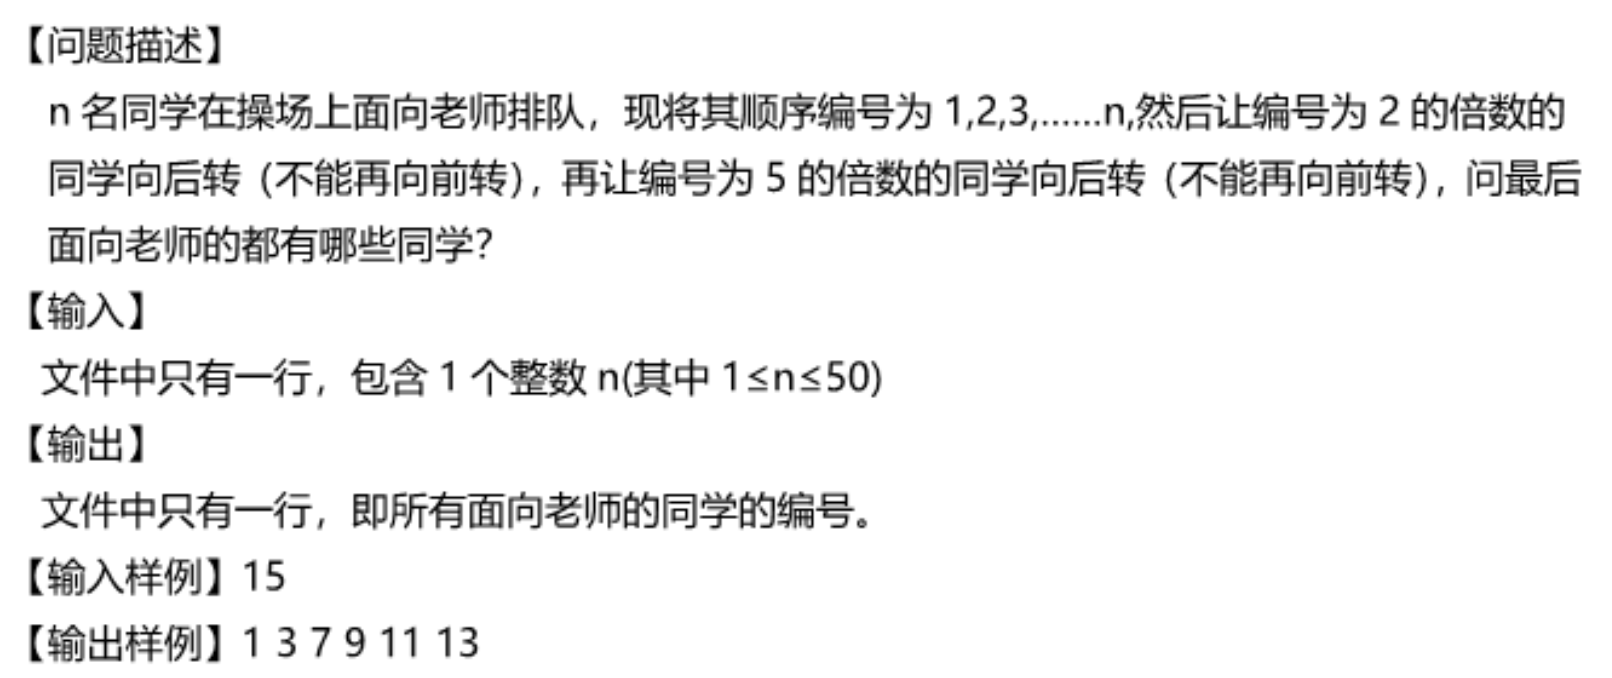 【问题描述】
n 名同学在操场上面向老师排队，现将其顺序编号为 1,2,3,......n,然后让编号为 2 的倍数的
同学向后转（不能再向前转），再让编号为 5 的倍数的同学向后转（不能再向前转），问最后
面向老师的都有哪些同学？
【输入】
文件中只有一行，包含 1 个整数 n(其中 1≤n≤50)
【输出】
文件中只有一行，即所有面向老师的同学的编号。
【输入样例】15
【输出样例】1 3 7 9 11 13